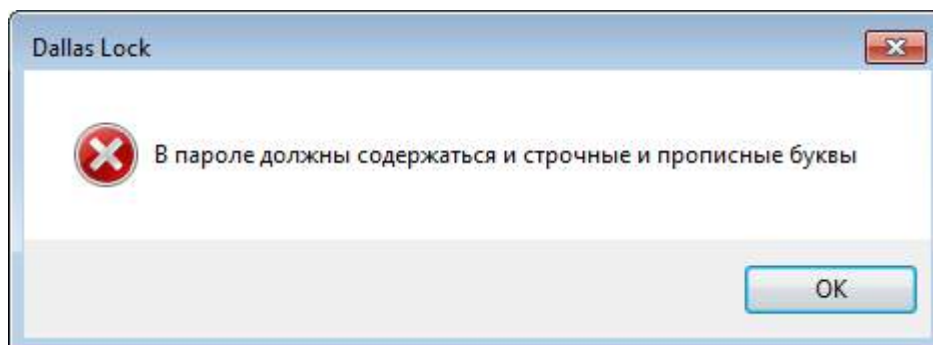 Dallas Lock
В пароле должны содержаться и строчные и прописные буквы
OK